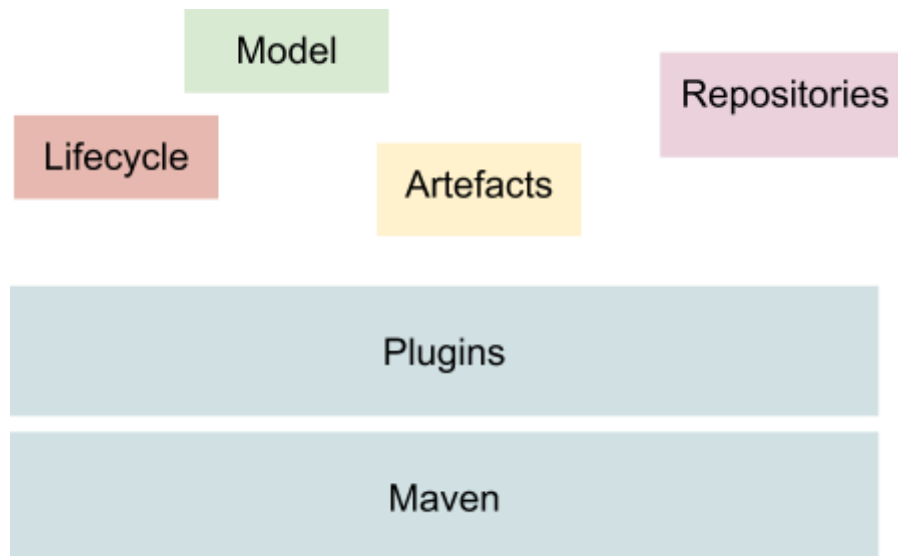 Model
Repositories
Lifecycle
Artefacts
Plugins
Maven